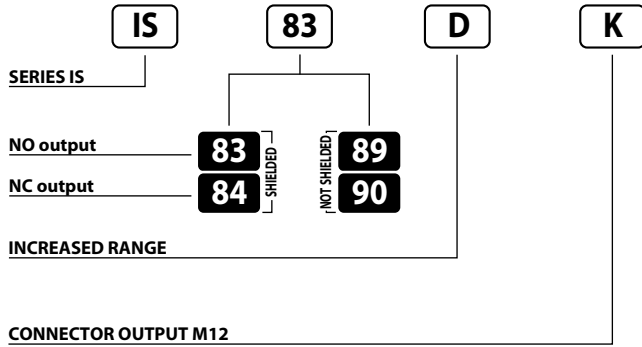 IS 83 D K
SERIES IS
NO output 83 SHIELDED NOT SHIELDED 89
NC output 84 90
INCREASED RANGE
CONNECTOR OUTPUT M12